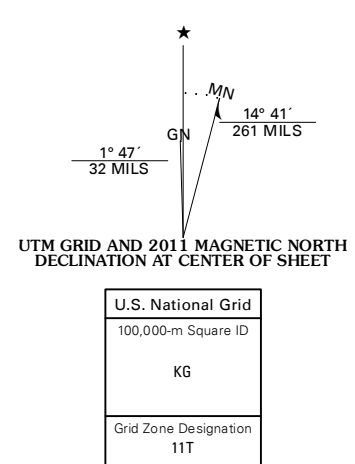 ★
MN
GN
14° 41´
261 MILS
1° 47´
32 MILS
UTM GRID AND 2011 MAGNETIC NORTH
DECLINATION AT CENTER OF SHEET
U.S. National Grid
100,000-m Square ID
KG
Grid Zone Designation
11T